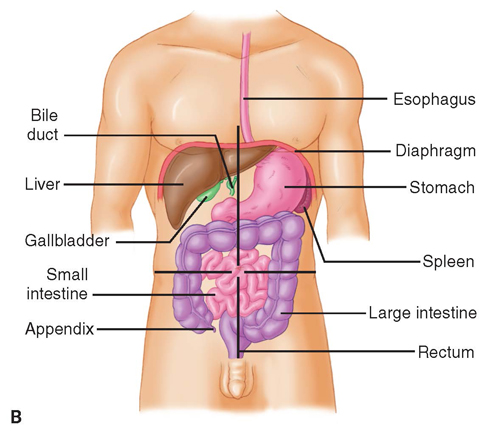 Esophagus
Bile
duct
Diaphragm
Liver
Stomach
Gallbladder
Spleen
Small
intestine
Large intestine
Appendix
Rectum
B